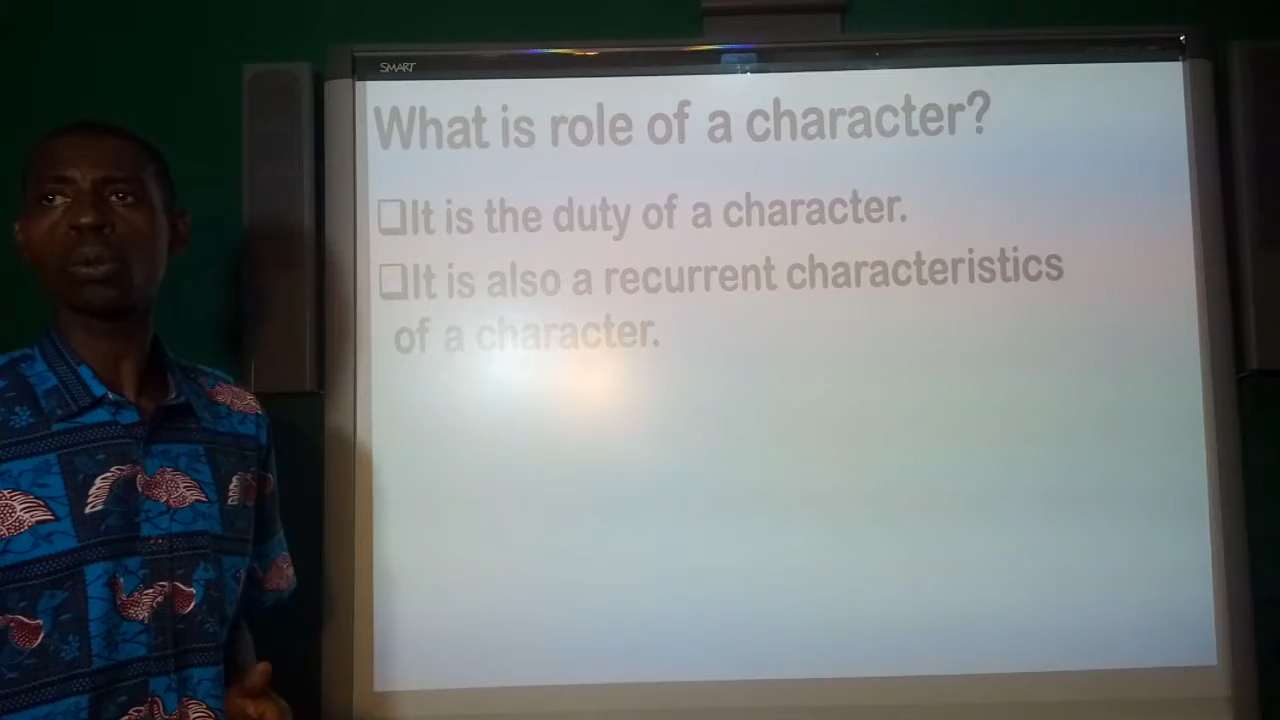 SMART
What is role of a character?
❑It is the duty of a character.
❑It is also a recurrent characteristics
of a character.